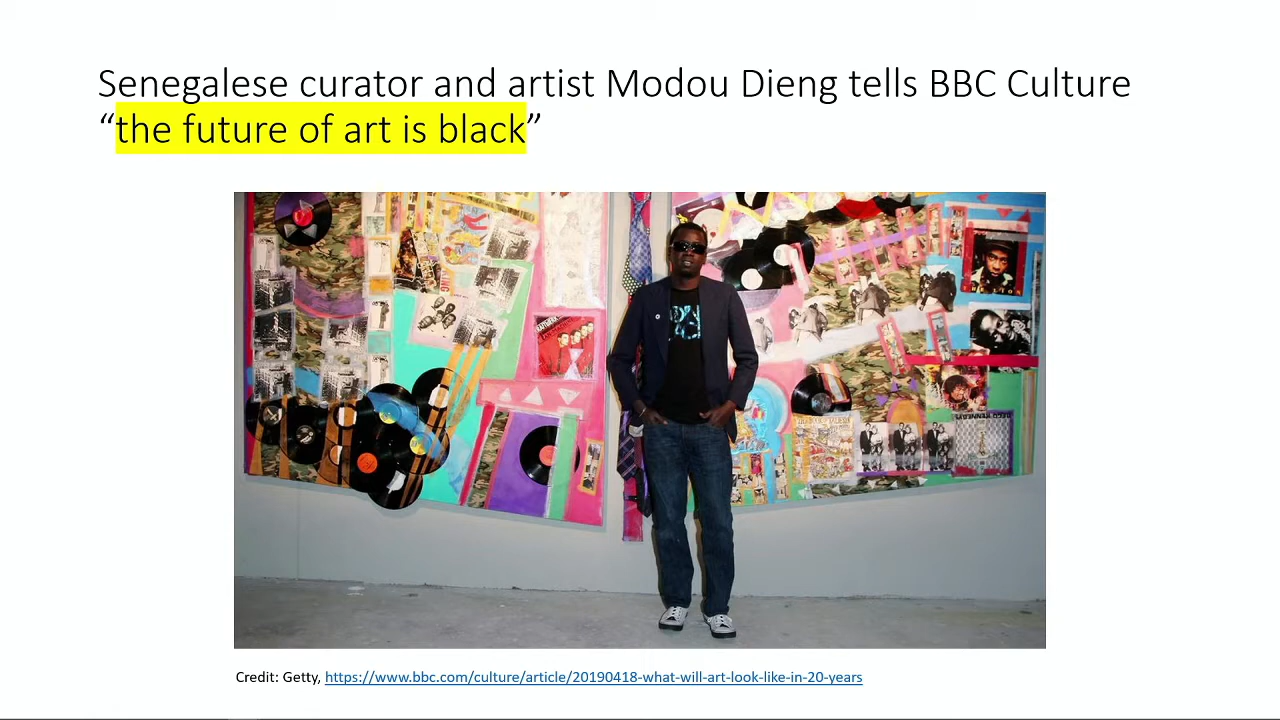 Senegalese curator and artist Modou Dieng tells BBC Culture
“the future of art is black”
Credit: Getty, https://www.bbc.com/culture/article/20190418-what-will-art-look-like-in-20-years